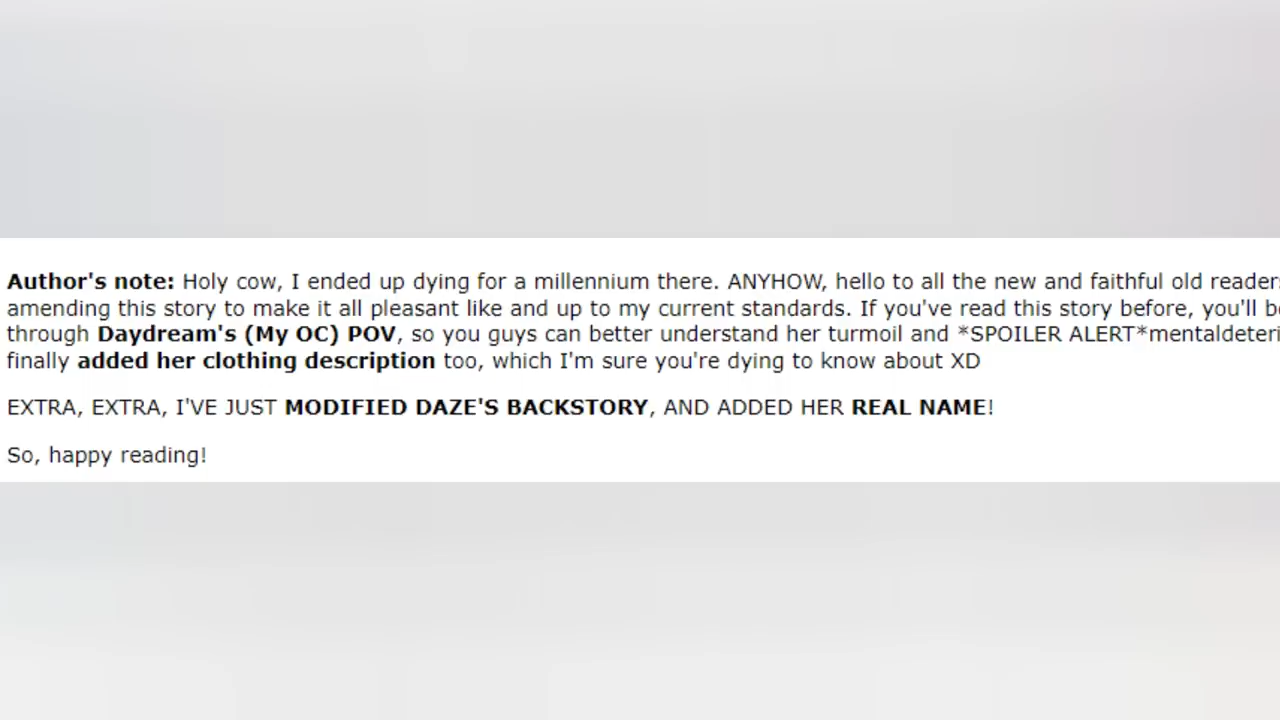 Author's note: Holy cow, I ended up dying for a millennium there. ANYHOW, hello to all the new and faithful old
amending this story to make it all pleasant like and up to my current standards. If you've read this story before, you'll
through Daydream's (My OC) POV, so you guys can better understand her turmoil and *SPOILER ALERT*
finally added her clothing description too, which I'm sure you're dying to know about XD
EXTRA, EXTRA, I'VE JUST MODIFIED DAZE'S BACKSTORY, AND ADDED HER REAL NAME!
So, happy reading!